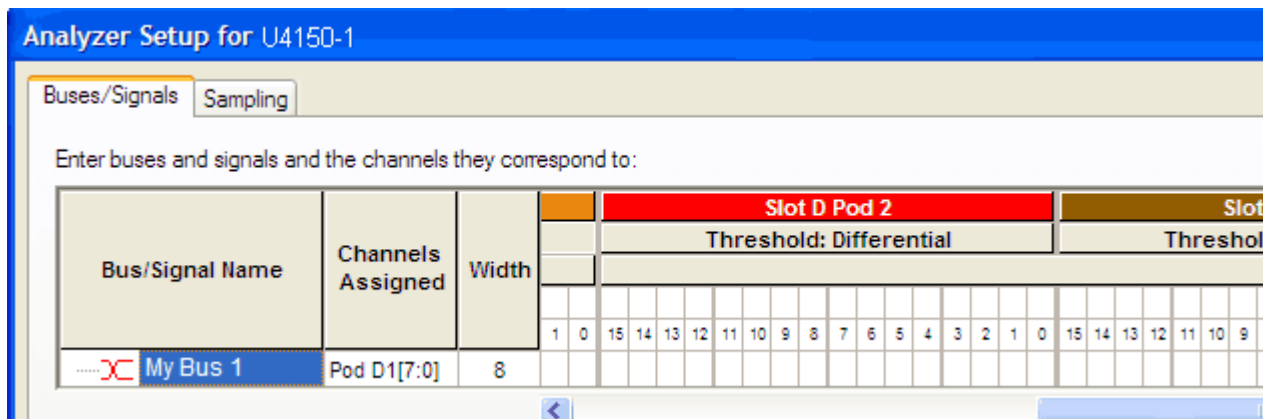 Analyzer Setup for U4150-1
Buses/Signals Sampling
Enter buses and signals and the channels they correspond to:
Bus/Signal Name Channels Assigned Width
Slot D Pod 2 Slot
Threshold: Differential Threshol
1 0 15 14 13 12 11 10 9 8 7 6 5 4 3 2 1 0 15 14 13 12 11 10 9
My Bus 1 Pod D1[7:0] 8